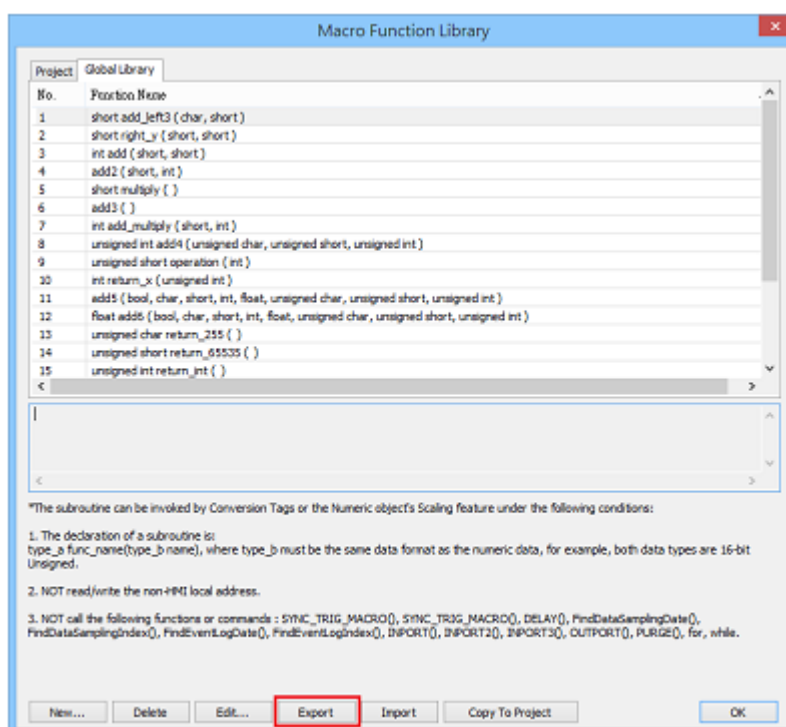 Macro Function Library
Project Global Library
No. Function Name
1 short add_left3 ( char, short )
2 short right_y ( short, short )
3 int add ( short, short )
4 add2 ( short, int )
5 short multiply ( )
6 add3 ( )
7 int add_multiply ( short, int )
8 unsigned int add4 ( unsigned char, unsigned short, unsigned int )
9 unsigned short operation ( int )
10 int return_x ( unsigned int )
11 add5 ( bool, char, short, int, float, unsigned char, unsigned short, unsigned int )
12 float add6 ( bool, char, short, int, float, unsigned char, unsigned short, unsigned int )
13 unsigned char return_255 ( )
14 unsigned short return_65535 ( )
15 unsigned int return_int ( )
*The subroutine can be invoked by Conversion Tags or the Numeric object's Scaling feature under the following conditions:
1. The declaration of a subroutine is:
type_a func_name(type_b name), where type_b must be the same data format as the numeric data, for example, both data types are 16-bit
Unsigned.
2. NOT read/write the non-HMI local address.
3. NOT call the following functions or commands : SYNC_TRIG_MACRO(), SYNC_TRIG_MACRO(), DELAY(), FindDataSamplingDate(),
FindDataSamplingIndex(), FindEventLogDate(), FindEventLogIndex(), INPORT(), INPORT2(), INPORT3(), OUTPORT(), PURGE(), for, while.
New... Delete Edit... Export Import Copy To Project OK